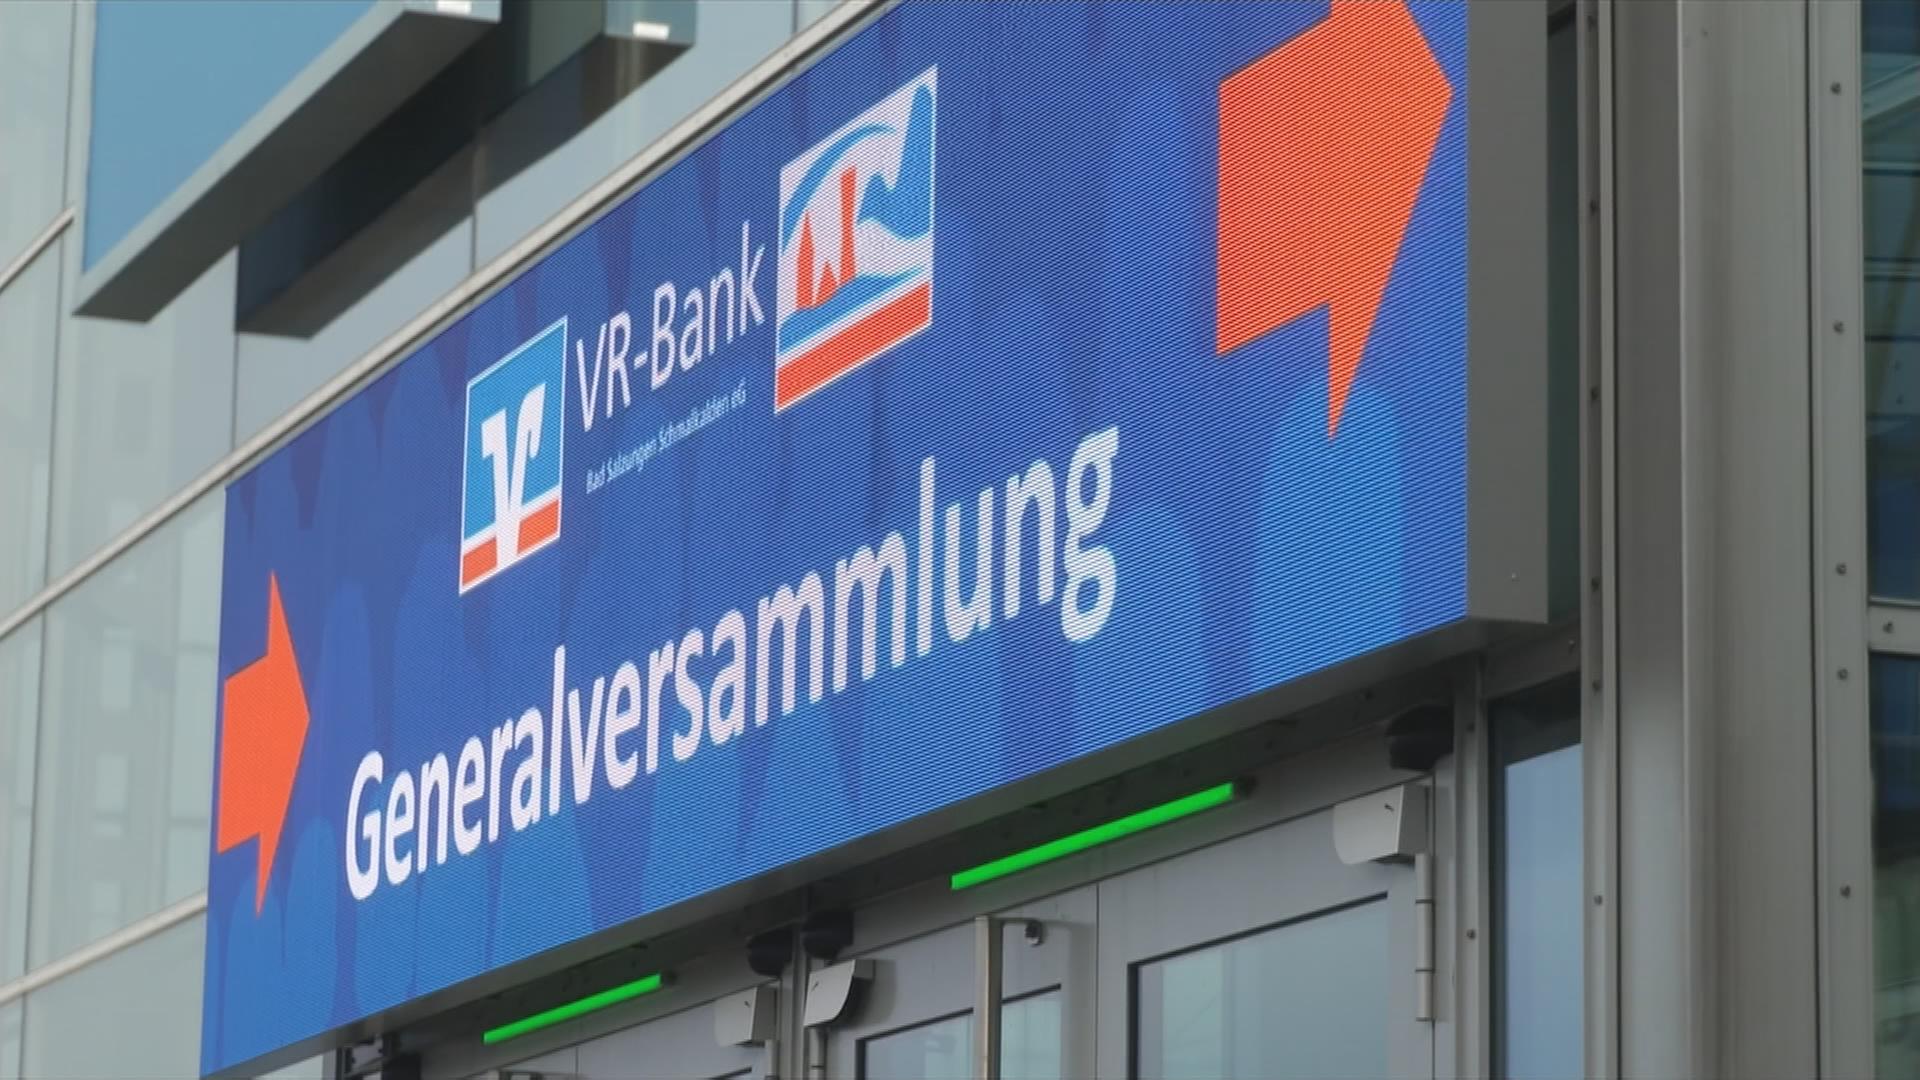 VR-Bank
Bad Salzungen Schmalkalden eG
Generalversammlung